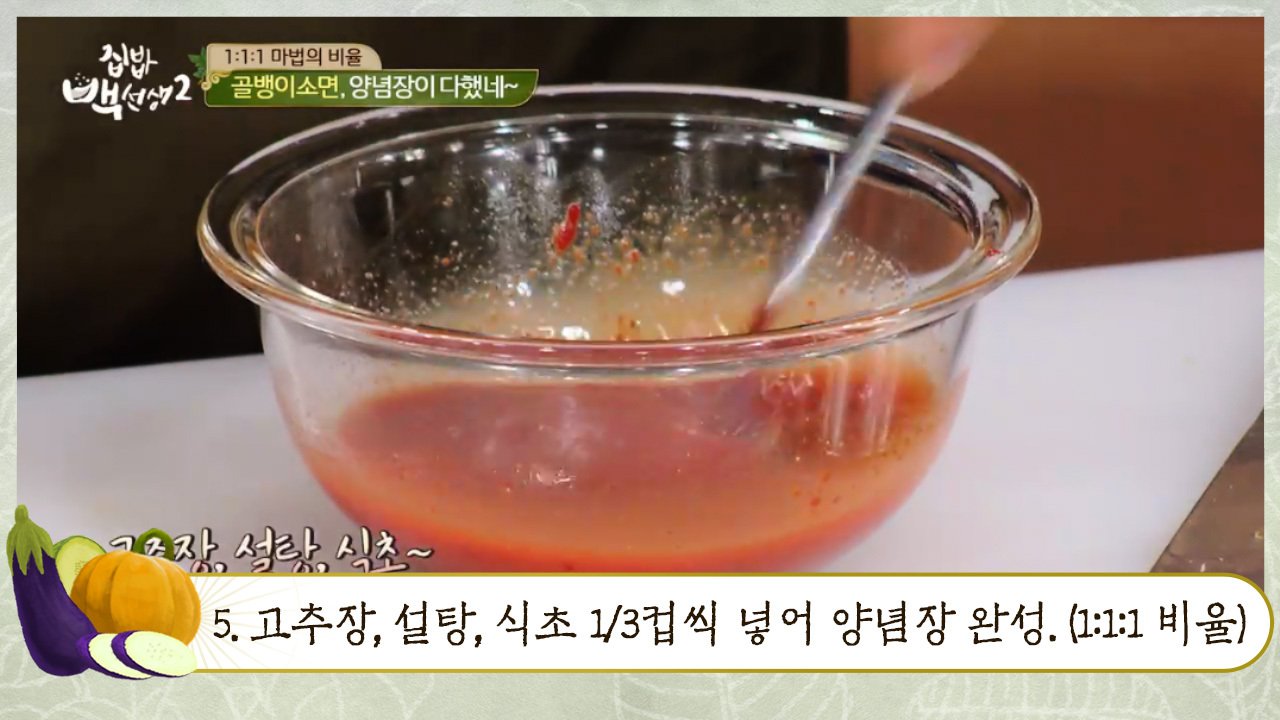 집밥
백선생2
1:1:1 마법의 비율
골뱅이소면, 양념장이 다했네~
고추장, 설탕, 식초~
5. 고추장, 설탕, 식초 1/3컵씩 넣어 양념장 완성. (1:1:1 비율)